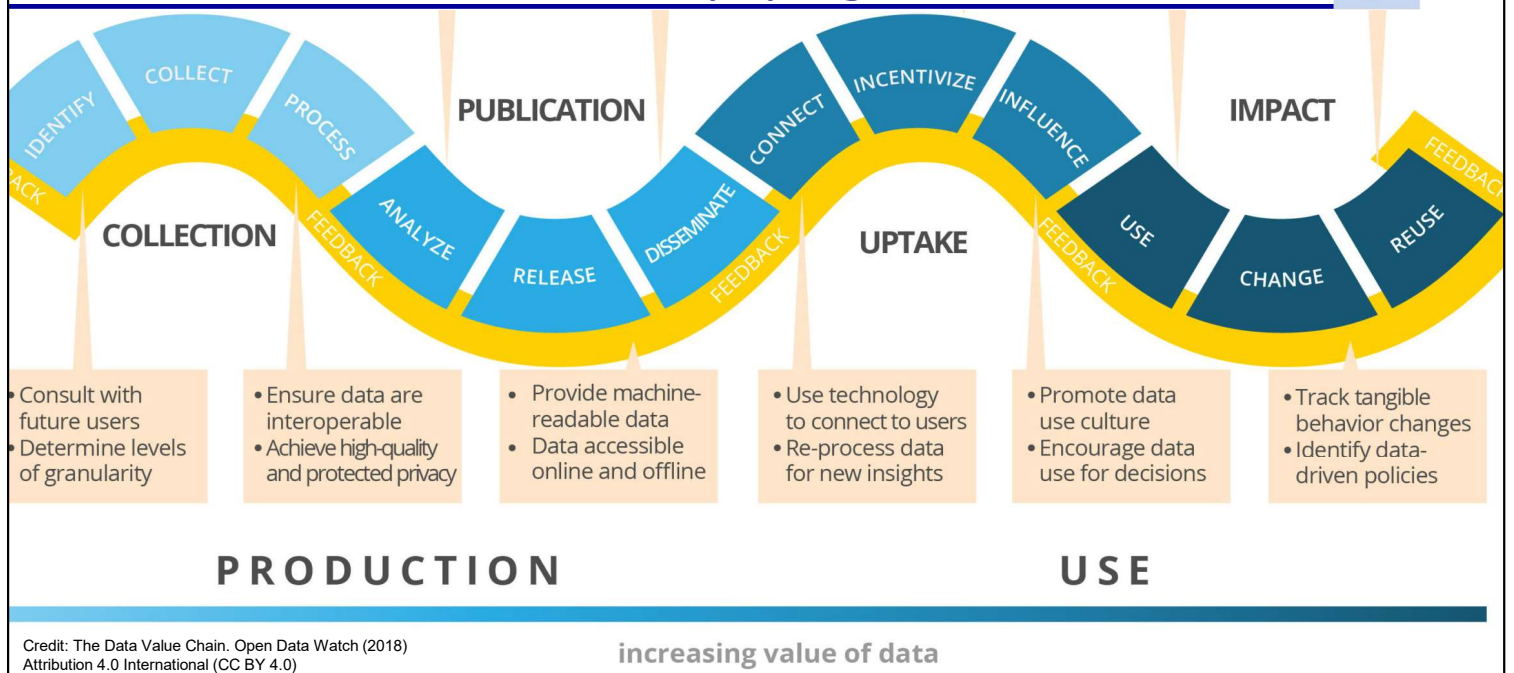 IDENTIFY
COLLECT
PROCESS
ANALYZE
RELEASE
DISSEMINATE
CONNECT
INCENTIVIZE
INFLUENCE
USE
CHANGE
REUSE
BACK
FEEDBACK
FEEDBACK
FEEDBACK
FEEDBACK
COLLECTION
PUBLICATION
UPTAKE
IMPACT
• Consult with
future users
• Determine levels
of granularity
• Ensure data are
interoperable
• Achieve high-quality
and protected privacy
• Provide machine-
readable data
• Data accessible
online and offline
• Use technology
to connect to users
• Re-process data
for new insights
• Promote data
use culture
• Encourage data
use for decisions
• Track tangible
behavior changes
• Identify data-
driven policies
PRODUCTION
USE
Credit: The Data Value Chain. Open Data Watch (2018)
Attribution 4.0 International (CC BY 4.0)
increasing value of data